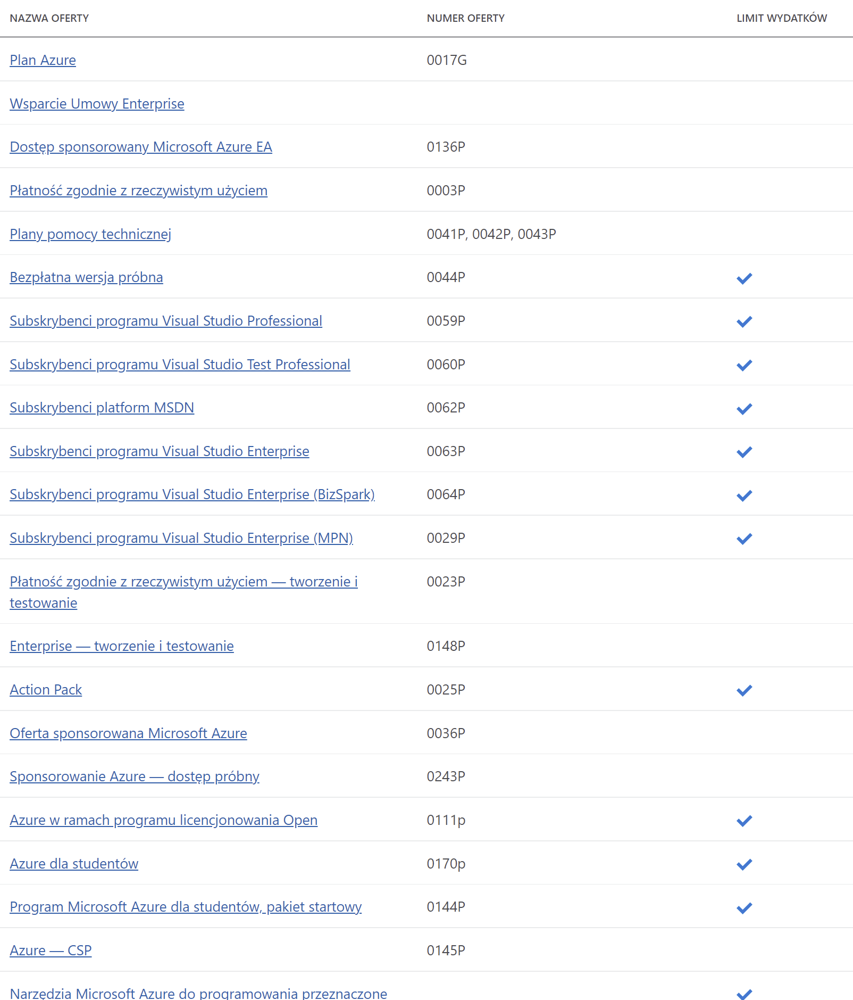 NAZWA OFERTY NUMER OFERTY LIMIT WYDATKÓW
Plan Azure 0017G
Wsparcie Umowy Enterprise
Dostęp sponsorowany Microsoft Azure EA 0136P
Płatność zgodnie z rzeczywistym użyciem 0003P
Plany pomocy technicznej 0041P, 0042P, 0043P
Bezpłatna wersja próbna 0044P
Subskrybenci programu Visual Studio Professional 0059P
Subskrybenci programu Visual Studio Test Professional 0060P
Subskrybenci platform MSDN 0062P
Subskrybenci programu Visual Studio Enterprise 0063P
Subskrybenci programu Visual Studio Enterprise (BizSpark) 0064P
Subskrybenci programu Visual Studio Enterprise (MPN) 0029P
Płatność zgodnie z rzeczywistym użyciem — tworzenie i 0023P
testowanie
Enterprise — tworzenie i testowanie 0148P
Action Pack 0025P
Oferta sponsorowana Microsoft Azure 0036P
Sponsorowanie Azure — dostęp próbny 0243P
Azure w ramach programu licencjonowania Open 0111p
Azure dla studentów 0170p
Program Microsoft Azure dla studentów, pakiet startowy 0144P
Azure — CSP 0145P
Narzędzia Microsoft Azure do programowania przeznaczone